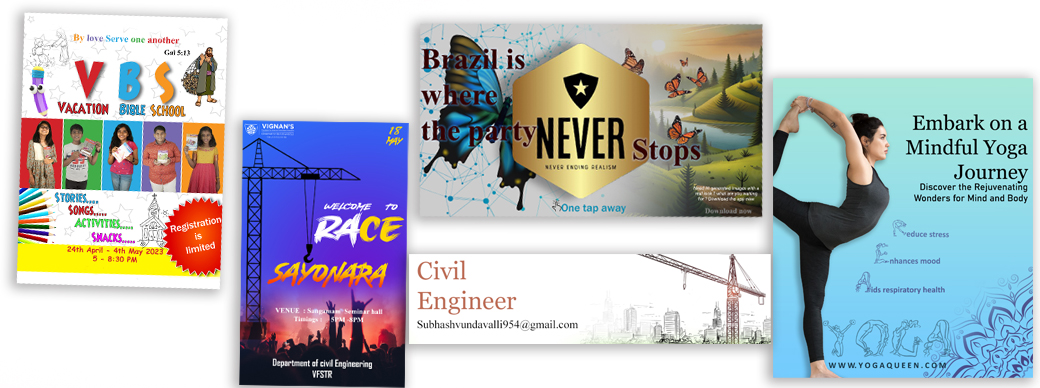 By love Serve one another
Gal 5:13
VBS
VACATION BIBLE SCHOOL
STORIES....
SONGS.....
ACTIVITIES......
SNACKS.....
Registration
is
limited
24th April - 4th May 2023
5 - 8:30 PM
VIGNAN'S
18
MAY
WELCOME TO
RACE
SAYONARA
VENUE : Sangamam Seminar hall
Timings : 5PM -8PM
Department of civil Engineering
VFSTR
Brazil is
where
the party
NEVER
Stops
NEVER ENDING REALISM
One tap away
Download now
Civil
Engineer
Subhashvundavalli954@gmail.com
Embark on a
Mindful Yoga
Journey
Discover the Rejuvenating
Wonders for Mind and Body
Reduce stress
Enhances mood
Aids respiratory health
YOGA
WWW.YOGAQUEEN.COM